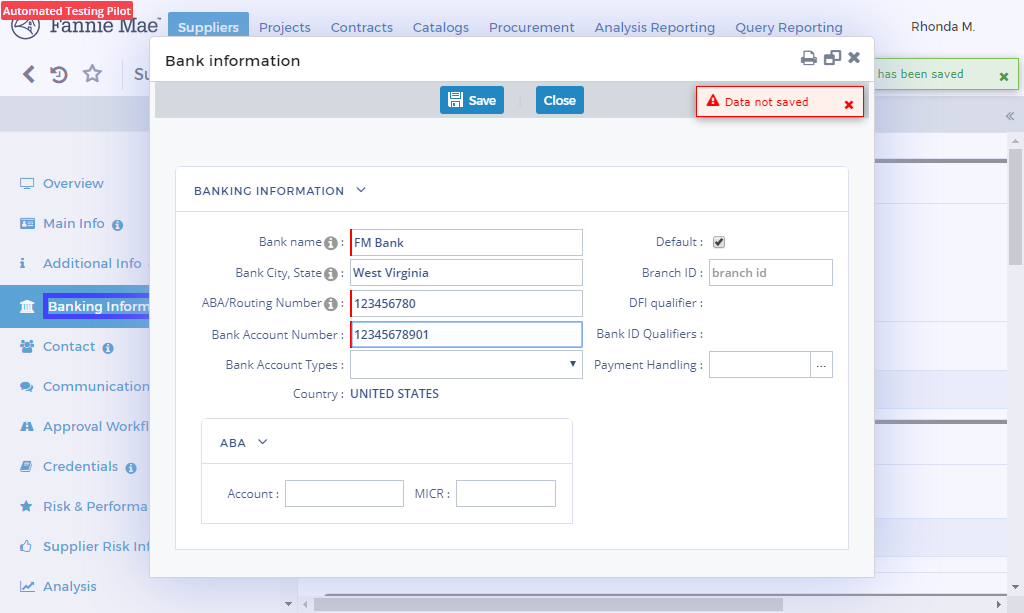 Automated Testing Pilot
Fannie Mae
Suppliers
Projects
Contracts
Catalogs
Procurement
Analysis Reporting
Query Reporting
Rhonda M.
Su
has been saved
Bank information
Save
Close
Data not saved
Overview
Main Info
Additional Info
Banking Inform
Contact
Communication
Approval Workfl
Credentials
Risk & Performa
Supplier Risk Inf
Analysis
BANKING INFORMATION
Bank name : FM Bank
Default :
Bank City, State : West Virginia
Branch ID : branch id
ABA/Routing Number : 123456780
DFI qualifier :
Bank Account Number : 12345678901
Bank ID Qualifiers :
Bank Account Types :
Payment Handling : ...
Country : UNITED STATES
ABA
Account :
MICR :